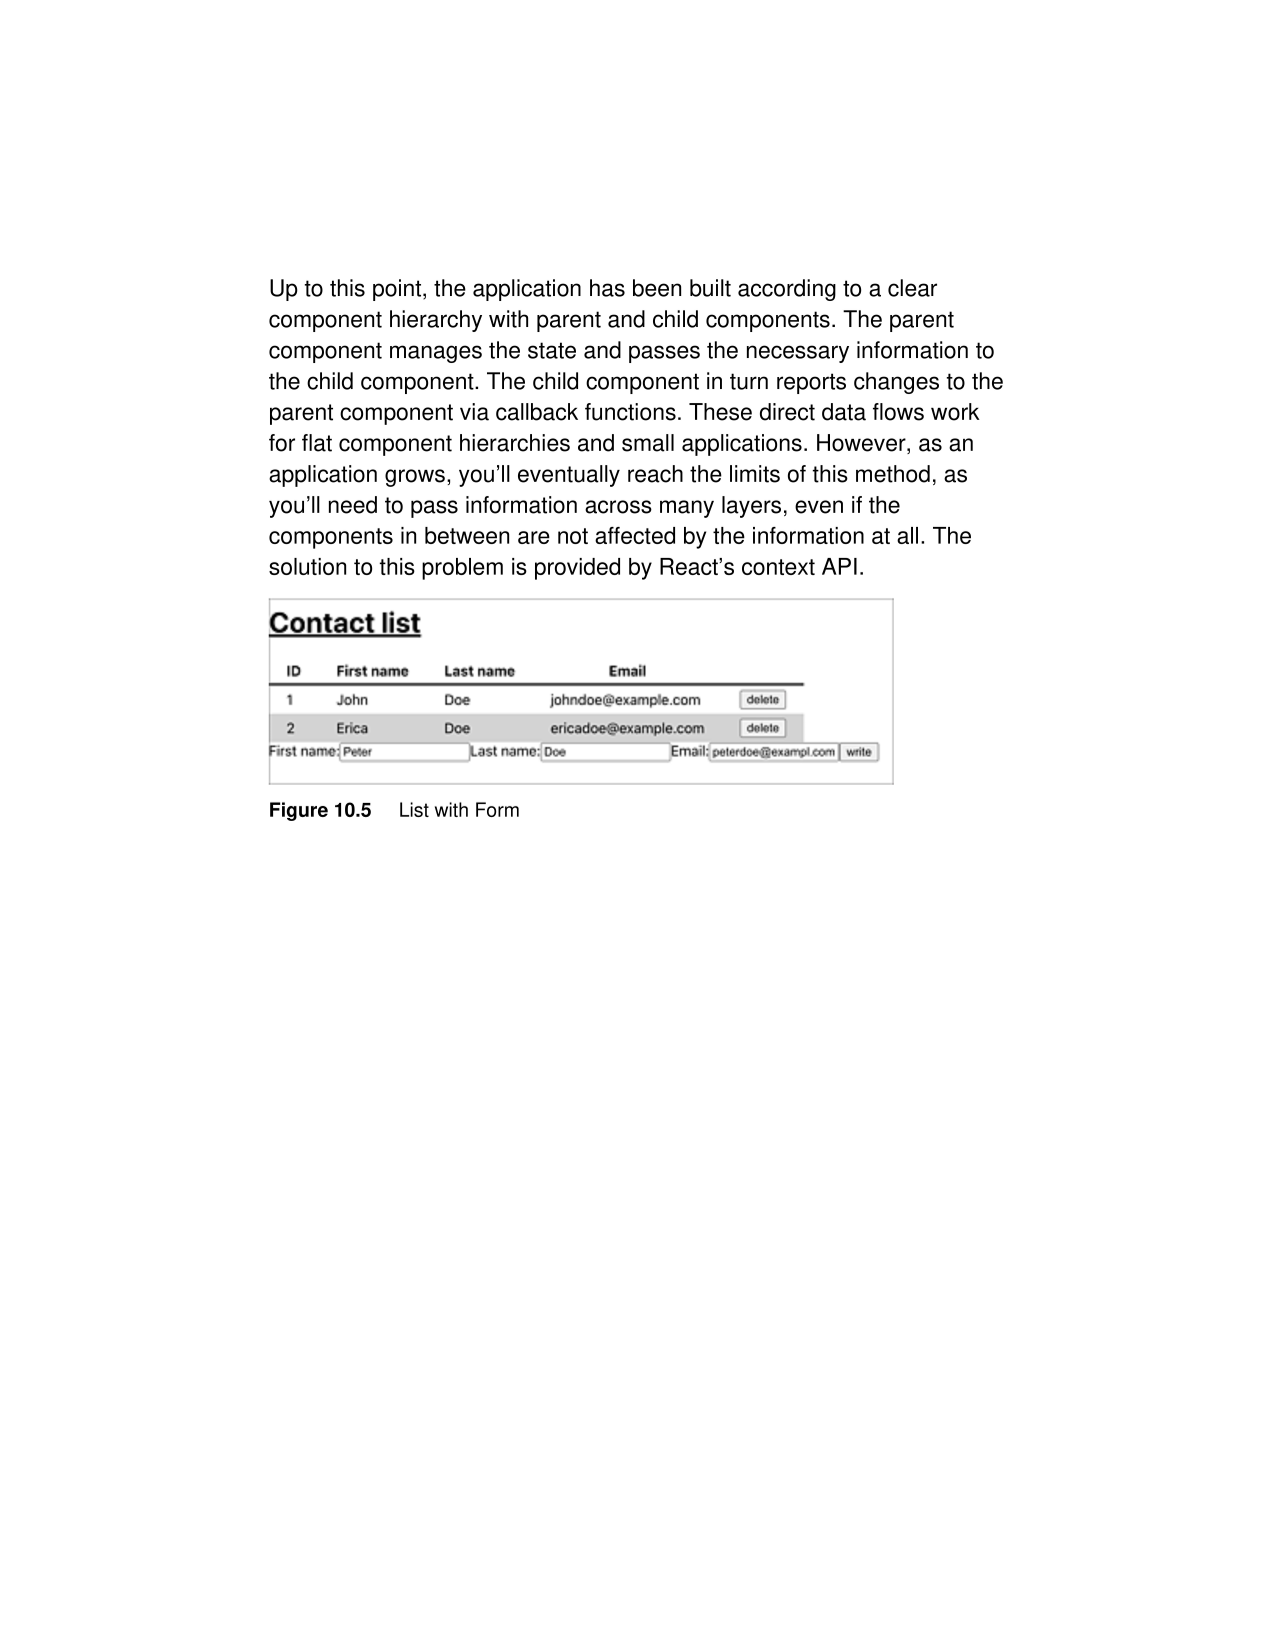 Up to this point, the application has been built according to a clear
component hierarchy with parent and child components. The parent
component manages the state and passes the necessary information to
the child component. The child component in turn reports changes to the
parent component via callback functions. These direct data flows work
for flat component hierarchies and small applications. However, as an
application grows, you’ll eventually reach the limits of this method, as
you’ll need to pass information across many layers, even if the
components in between are not affected by the information at all. The
solution to this problem is provided by React’s context API.
Contact list
ID First name Last name Email
1 John Doe johndoe@example.com delete
2 Erica Doe ericadoe@example.com delete
First name: Peter Last name: Doe Email: peterdoe@exampl.com write
Figure 10.5 List with Form